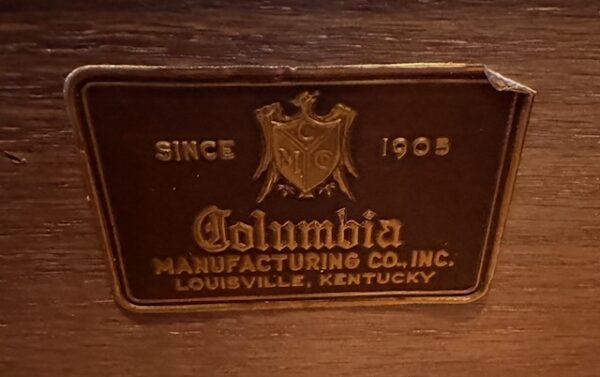 SINCE 1905
C
M O
Columbia
MANUFACTURING CO., INC.
LOUISVILLE, KENTUCKY